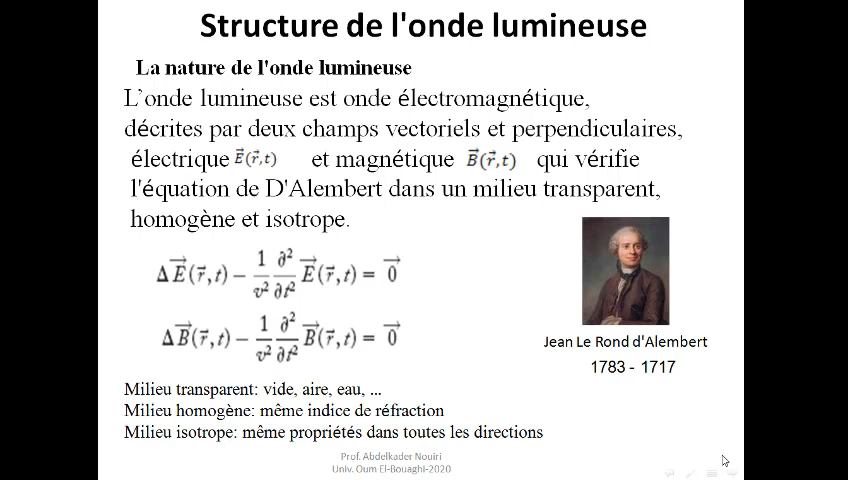 Structure de l'onde lumineuse
La nature de l'onde lumineuse
L’onde lumineuse est onde électromagnétique,
décrites par deux champs vectoriels et perpendiculaires,
électrique E⃗(r⃗,t) et magnétique B⃗(r⃗,t) qui vérifie
l'équation de D'Alembert dans un milieu transparent,
homogène et isotrope.
ΔE⃗(r⃗,t) − 1/v² ∂²/∂t² E⃗(r⃗,t) = 0⃗
ΔB⃗(r⃗,t) − 1/v² ∂²/∂t² B⃗(r⃗,t) = 0⃗
Jean Le Rond d'Alembert
1783 - 1717
Milieu transparent: vide, aire, eau, ...
Milieu homogène: même indice de réfraction
Milieu isotrope: même propriétés dans toutes les directions
Prof. Abdelkader Nouiri
Univ. Oum El-Bouaghi-2020